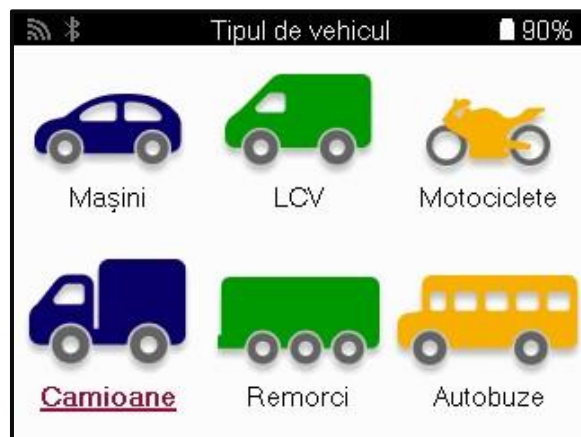 Tipul de vehicul 90%
Mașini LCV Motociclete
Camioane Remorci Autobuze